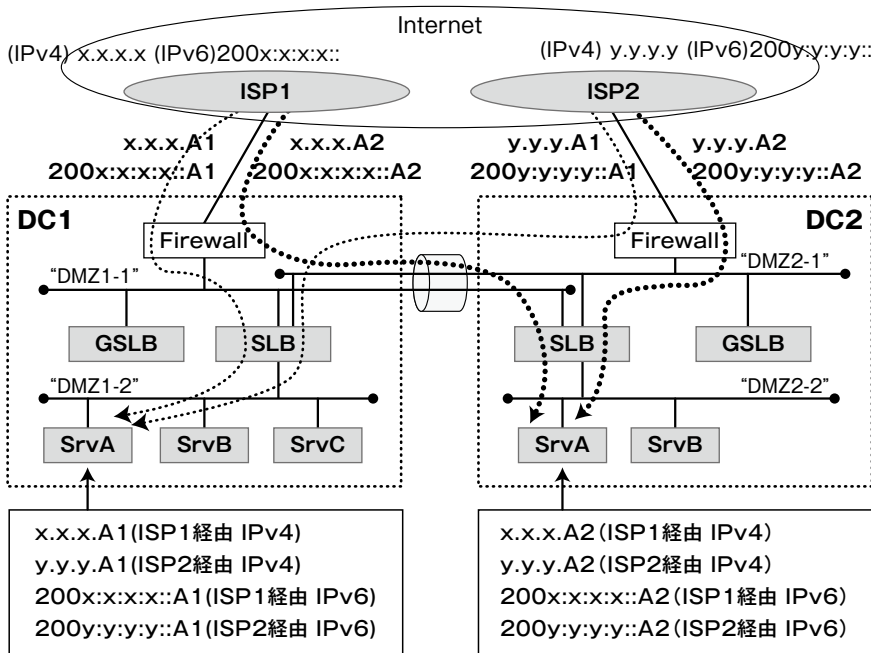 Internet
(IPv4) x.x.x.x (IPv6)200x:x:x:x::
(IPv4) y.y.y.y (IPv6)200y:y:y:y::
ISP1
ISP2
x.x.x.A1
200x:x:x:x::A1
x.x.x.A2
200x:x:x:x::A2
y.y.y.A1
200y:y:y:y::A1
y.y.y.A2
200y:y:y:y::A2
DC1
Firewall
"DMZ1-1"
GSLB
SLB
"DMZ1-2"
SrvA
SrvB
SrvC
DC2
Firewall
"DMZ2-1"
SLB
GSLB
"DMZ2-2"
SrvA
SrvB
x.x.x.A1(ISP1経由 IPv4)
y.y.y.A1(ISP2経由 IPv4)
200x:x:x:x::A1(ISP1経由 IPv6)
200y:y:y:y::A1(ISP2経由 IPv6)
x.x.x.A2(ISP1経由 IPv4)
y.y.y.A2(ISP2経由 IPv4)
200x:x:x:x::A2(ISP1経由 IPv6)
200y:y:y:y::A2(ISP2経由 IPv6)